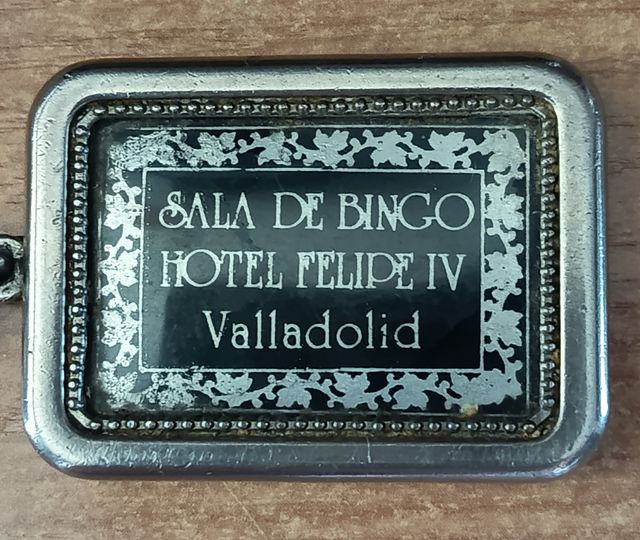 SALA DE BINGO
HOTEL FELIPE IV
Valladolid